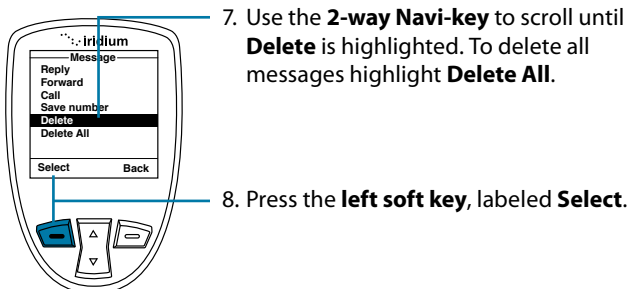 iridium
Message
Reply
Forward
Call
Save number
Delete
Delete All
Select Back
7. Use the 2-way Navi-key to scroll until
Delete is highlighted. To delete all
messages highlight Delete All.
8. Press the left soft key, labeled Select.